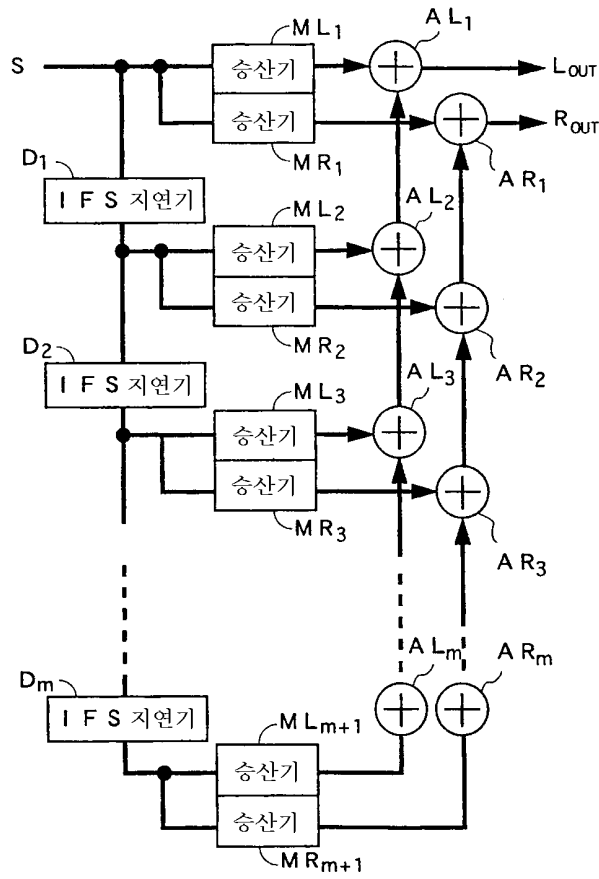 S
ML1
승산기
AL1
LOUT
승산기
MR1
ROUT
AR1
D1
IFS 지연기
ML2
승산기
AL2
승산기
MR2
AR2
D2
IFS 지연기
ML3
승산기
AL3
승산기
MR3
AR3
Dm
IFS 지연기
ALm
ARm
MLm+1
승산기
승산기
MRm+1